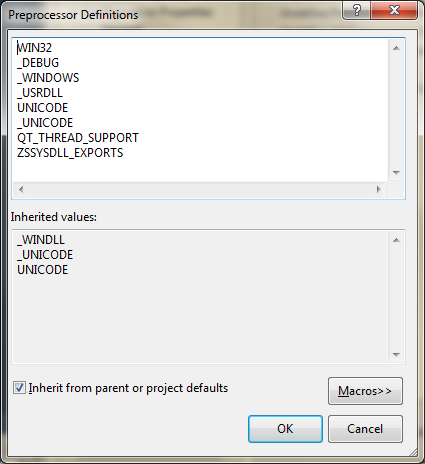 Preprocessor Definitions
WIN32
_DEBUG
_WINDOWS
_USRDLL
UNICODE
_UNICODE
QT_THREAD_SUPPORT
ZSSYSDLL_EXPORTS
Inherited values:
_WINDLL
_UNICODE
UNICODE
Inherit from parent or project defaults
Macros>>
OK
Cancel